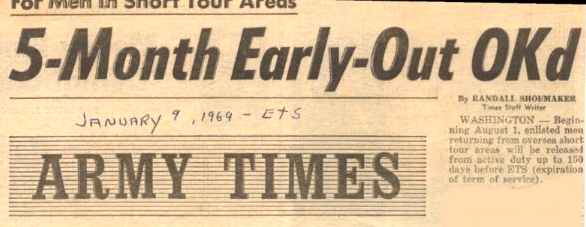 For Men in Short Tour Areas
5-Month Early-Out OKd
JANUARY 9, 1969 - ETS
ARMY TIMES
By RANDALL SHOEMAKER
Times Staff Writer
WASHINGTON — Begin-
ning August 1, enlisted men
returning from oversea short
tour areas will be released
from active duty up to 150
days before ETS (expiration
of term of service).